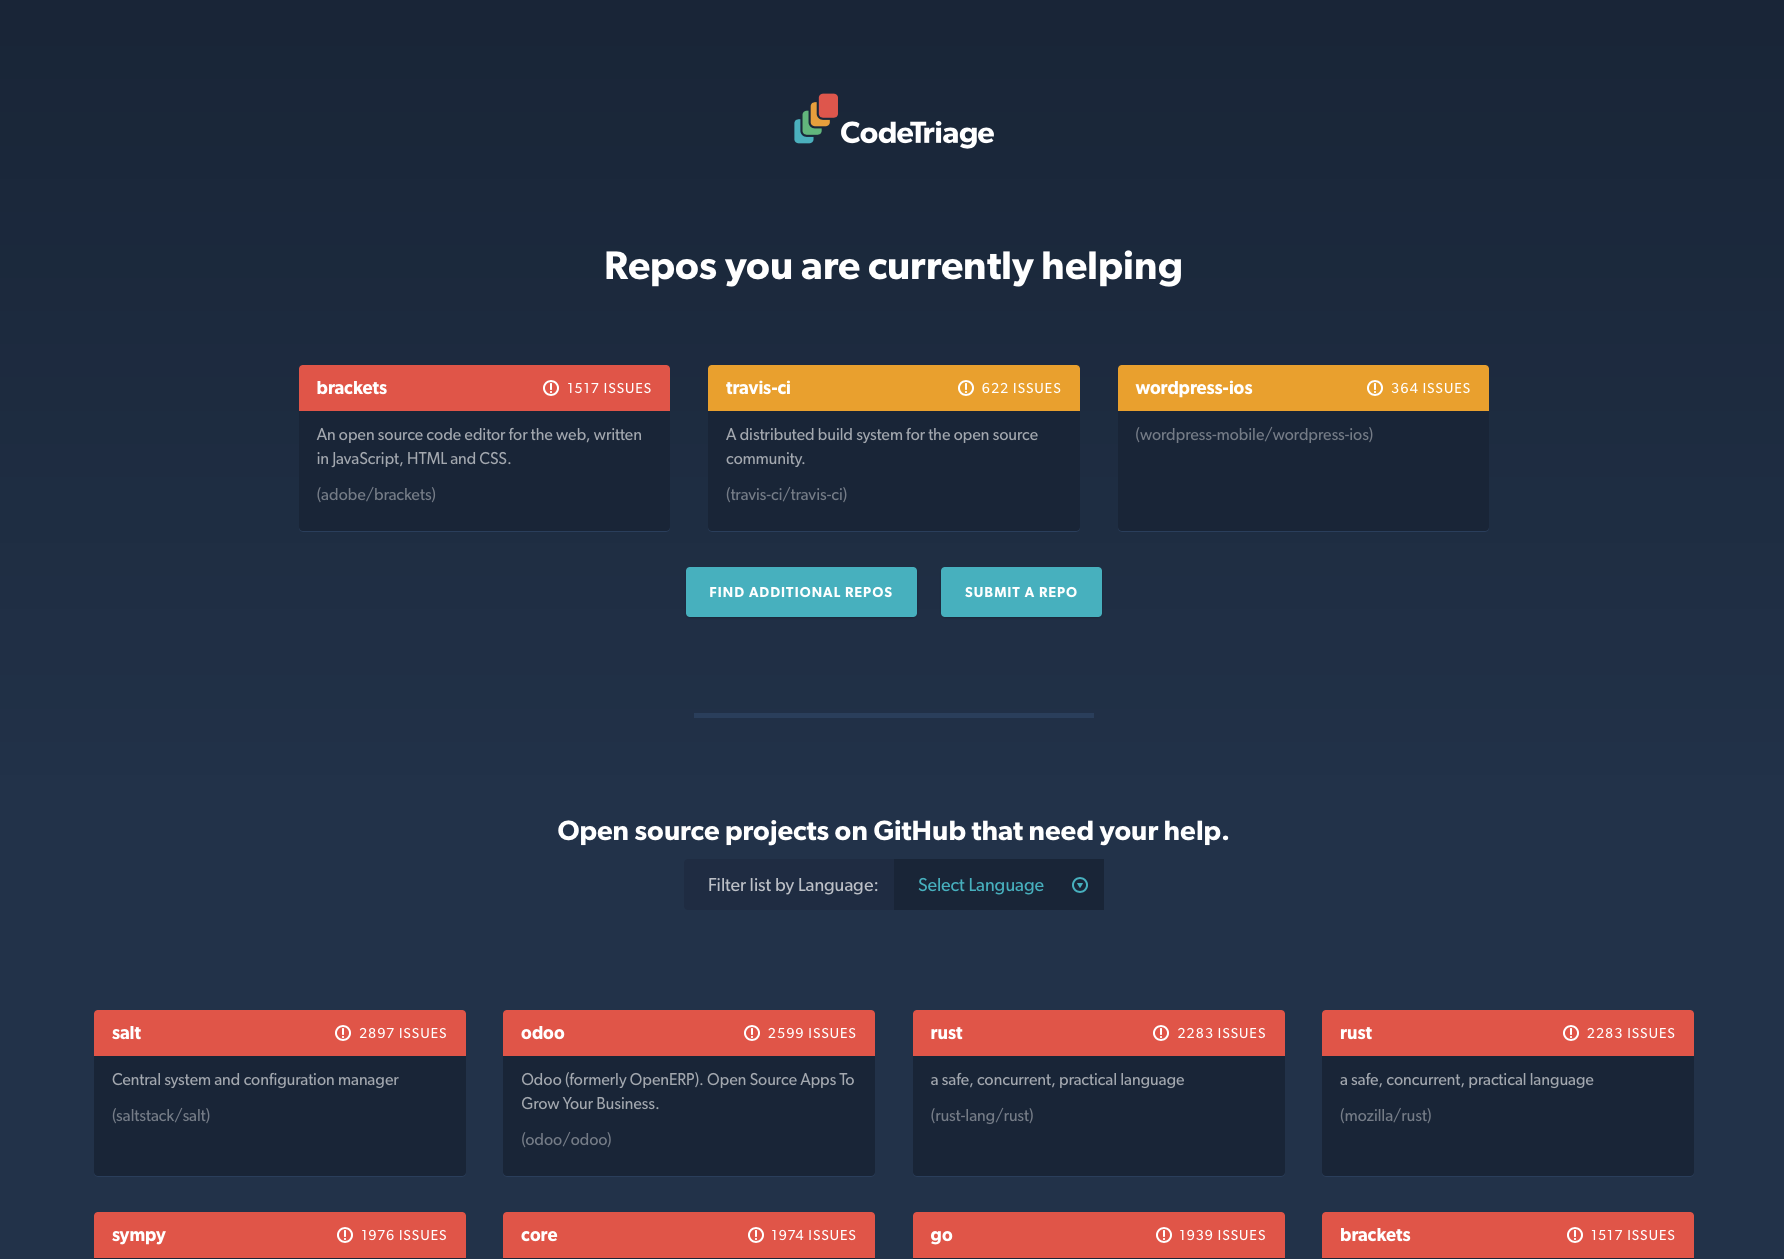 CodeTriage
Repos you are currently helping
brackets
1517 ISSUES
An open source code editor for the web, written
in JavaScript, HTML and CSS.
(adobe/brackets)
travis-ci
622 ISSUES
A distributed build system for the open source
community.
(travis-ci/travis-ci)
wordpress-ios
364 ISSUES
(wordpress-mobile/wordpress-ios)
FIND ADDITIONAL REPOS
SUBMIT A REPO
Open source projects on GitHub that need your help.
Filter list by Language:
Select Language
salt
2897 ISSUES
Central system and configuration manager
(saltstack/salt)
odoo
2599 ISSUES
Odoo (formerly OpenERP). Open Source Apps To
Grow Your Business.
(odoo/odoo)
rust
2283 ISSUES
a safe, concurrent, practical language
(rust-lang/rust)
rust
2283 ISSUES
a safe, concurrent, practical language
(mozilla/rust)
sympy
1976 ISSUES
core
1974 ISSUES
go
1939 ISSUES
brackets
1517 ISSUES